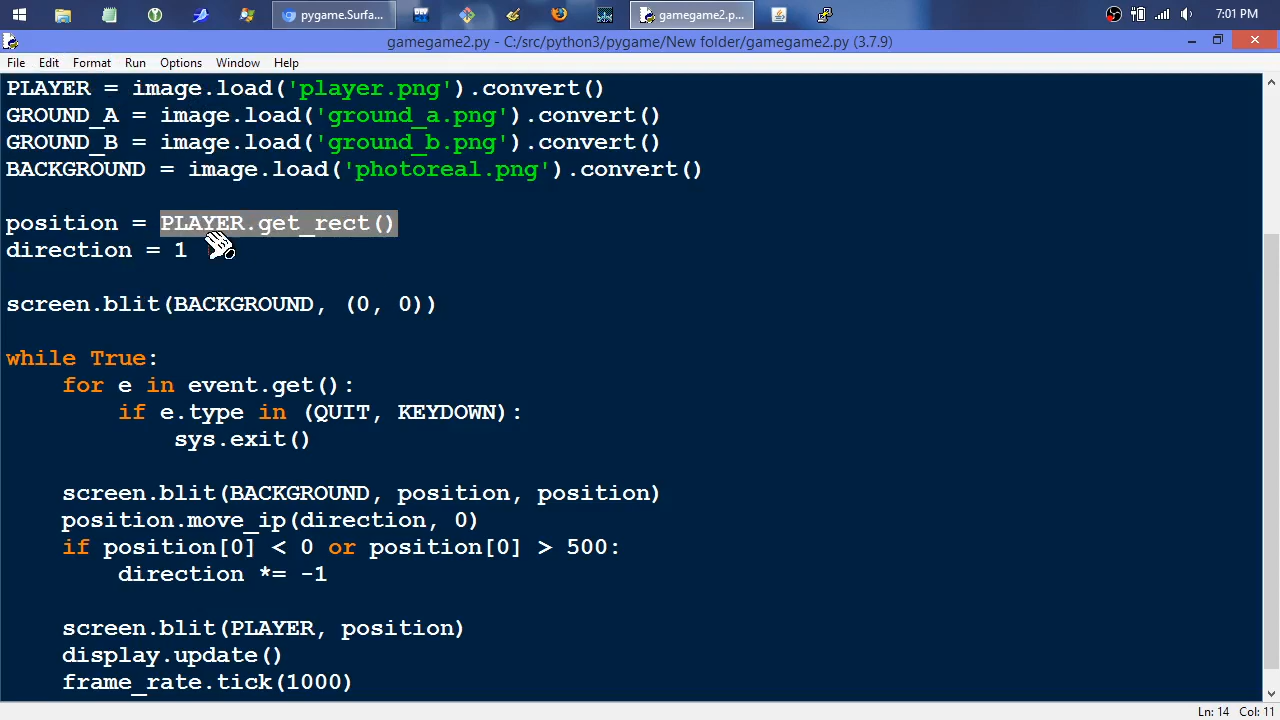 pygame.Surfa...
gamegame2.p...
7:01 PM
gamegame2.py - C:/src/python3/pygame/New folder/gamegame2.py (3.7.9)
File Edit Format Run Options Window Help
PLAYER = image.load('player.png').convert()
GROUND_A = image.load('ground_a.png').convert()
GROUND_B = image.load('ground_b.png').convert()
BACKGROUND = image.load('photoreal.png').convert()
position = PLAYER.get_rect()
direction = 1
screen.blit(BACKGROUND, (0, 0))
while True:
    for e in event.get():
        if e.type in (QUIT, KEYDOWN):
            sys.exit()
    screen.blit(BACKGROUND, position, position)
    position.move_ip(direction, 0)
    if position[0] < 0 or position[0] > 500:
        direction *= -1
    screen.blit(PLAYER, position)
    display.update()
    frame_rate.tick(1000)
Ln: 14 Col: 11